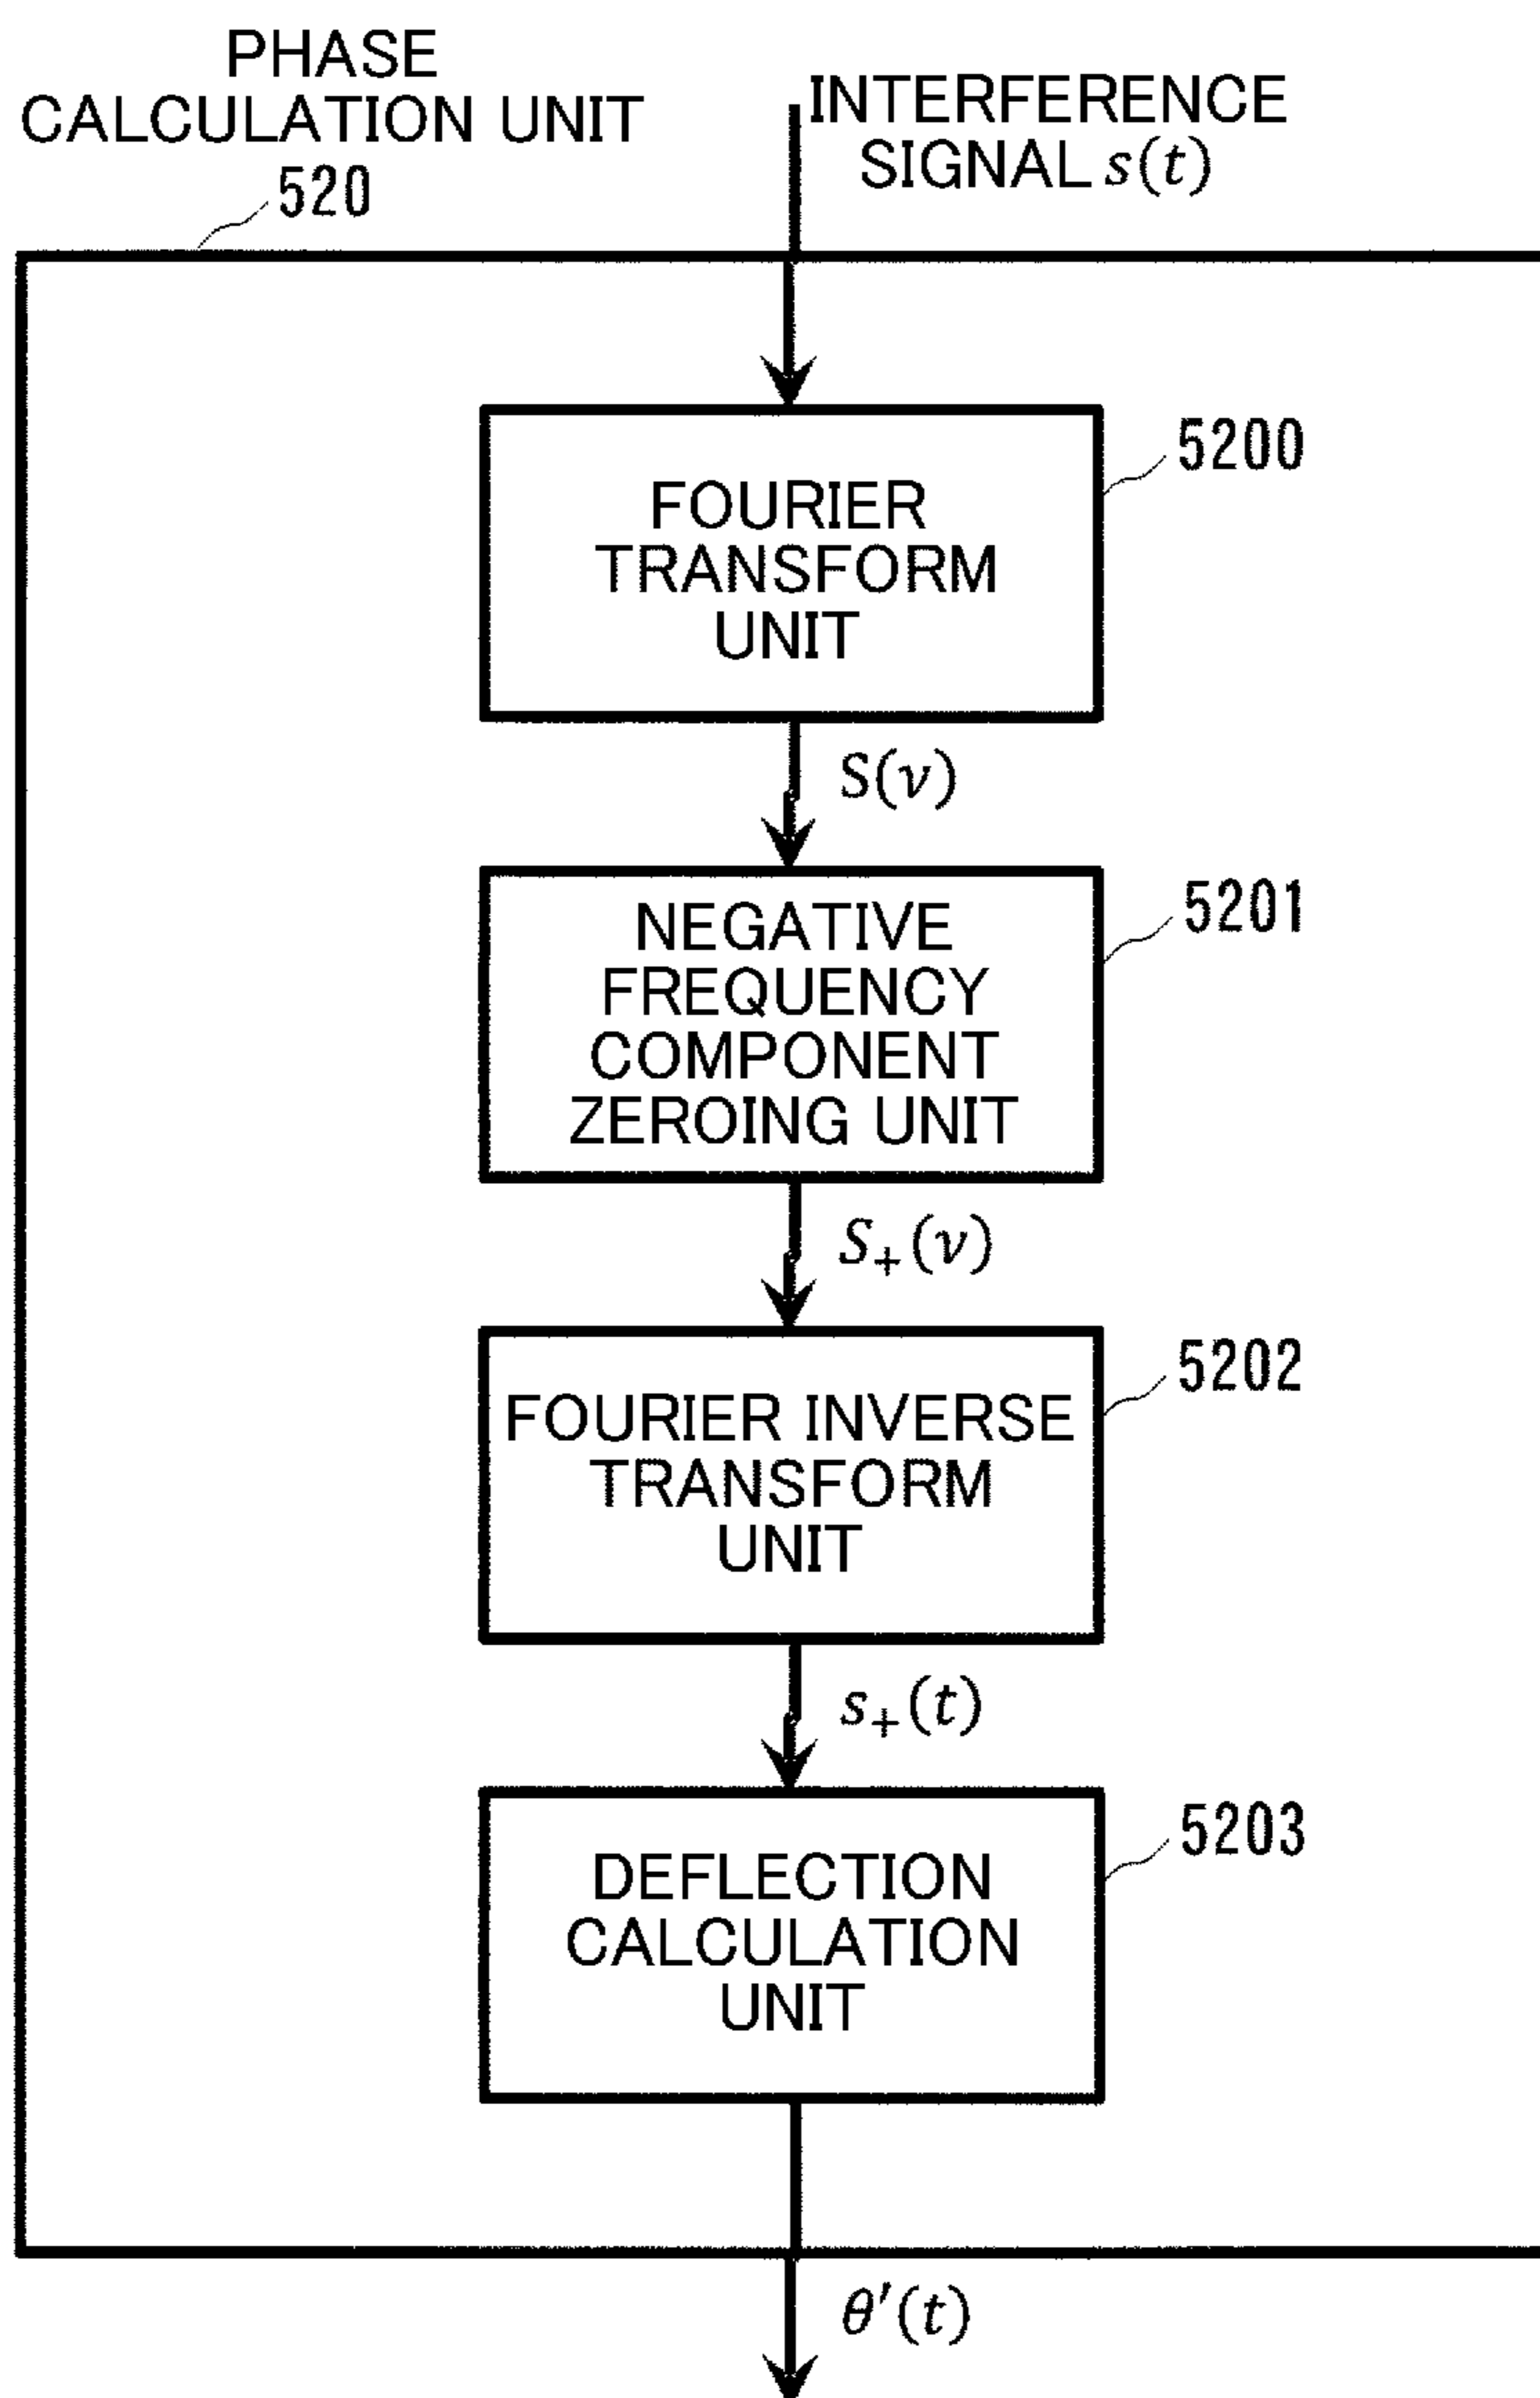 PHASE
CALCULATION UNIT
520
INTERFERENCE
SIGNAL s(t)
FOURIER
TRANSFORM
UNIT
5200
S(ν)
NEGATIVE
FREQUENCY
COMPONENT
ZEROING UNIT
5201
S₊(ν)
FOURIER INVERSE
TRANSFORM
UNIT
5202
s₊(t)
DEFLECTION
CALCULATION
UNIT
5203
θ′(t)